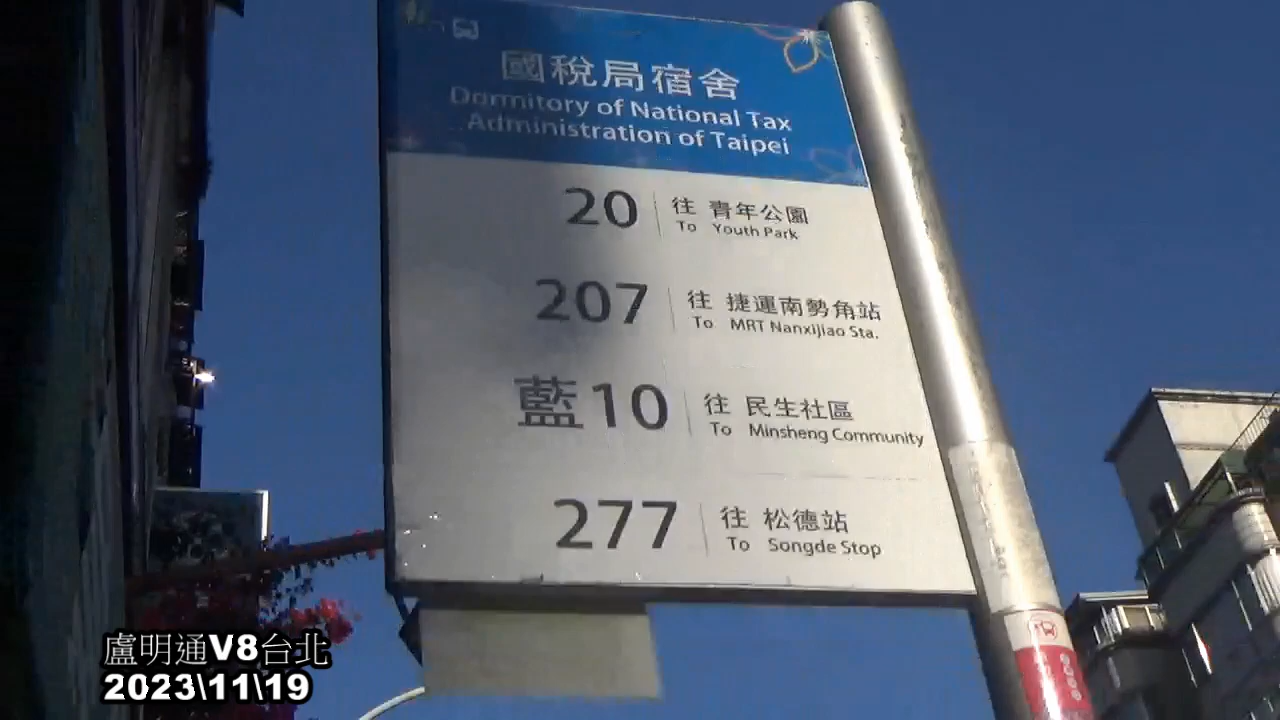 國稅局宿舍
Dormitory of National Tax
Administration of Taipei
20 往 青年公園
To Youth Park
207 往 捷運南勢角站
To MRT Nanxijiao Sta.
藍10 往 民生社區
To Minsheng Community
277 往 松德站
To Songde Stop
盧明通V8台北
2023\11\19